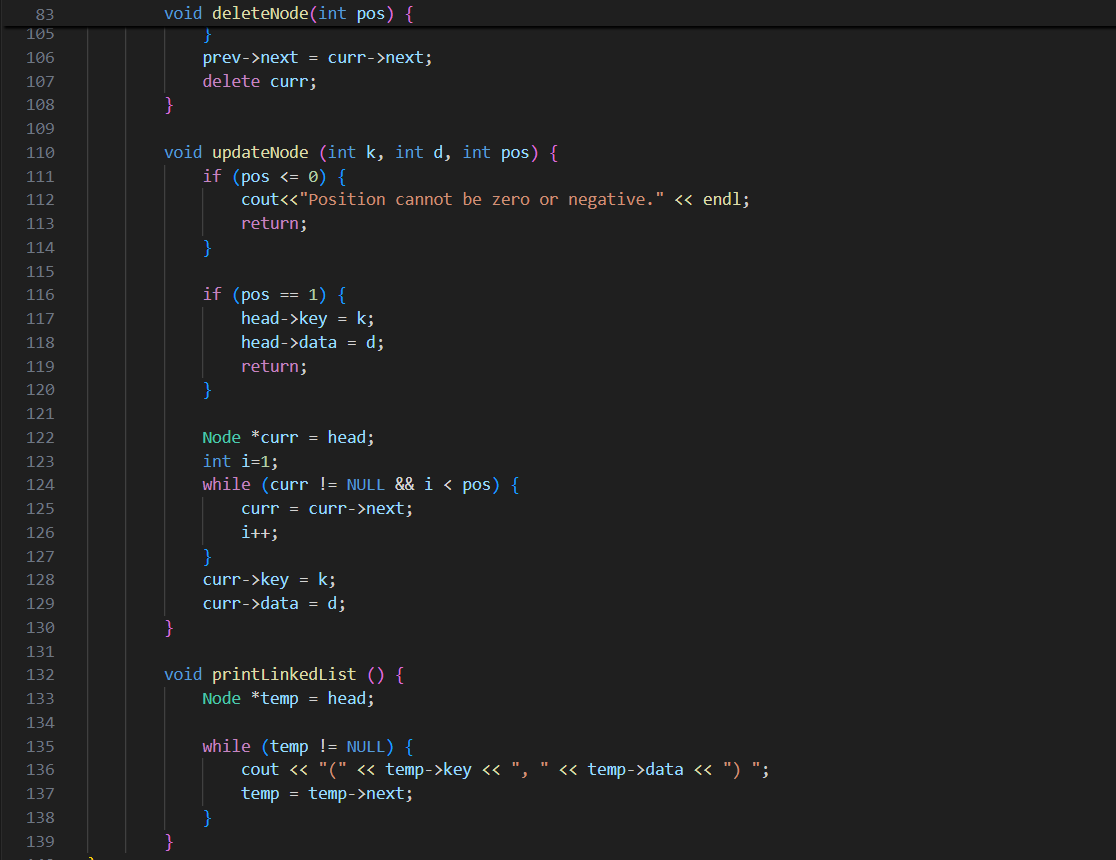 83 void deleteNode(int pos) {
105 }
106 prev->next = curr->next;
107 delete curr;
108 }
109
110 void updateNode (int k, int d, int pos) {
111 if (pos <= 0) {
112 cout<<"Position cannot be zero or negative." << endl;
113 return;
114 }
115
116 if (pos == 1) {
117 head->key = k;
118 head->data = d;
119 return;
120 }
121
122 Node *curr = head;
123 int i=1;
124 while (curr != NULL && i < pos) {
125 curr = curr->next;
126 i++;
127 }
128 curr->key = k;
129 curr->data = d;
130 }
131
132 void printLinkedList () {
133 Node *temp = head;
134
135 while (temp != NULL) {
136 cout << "(" << temp->key << ", " << temp->data << ") ";
137 temp = temp->next;
138 }
139 }